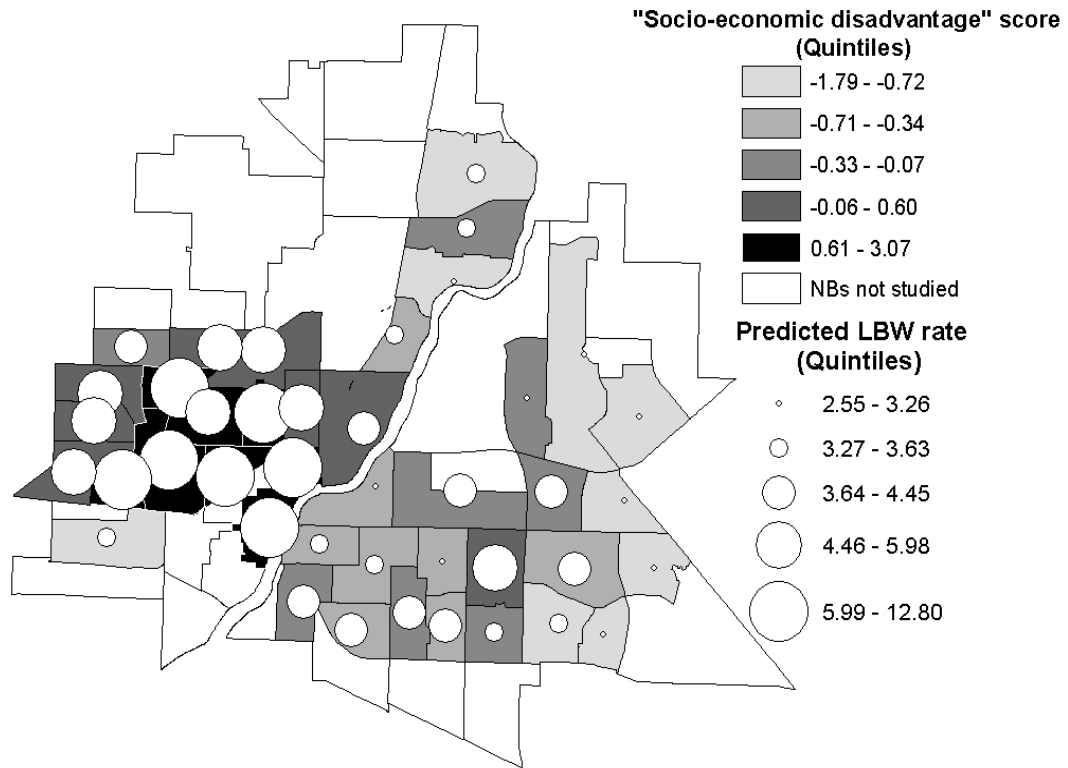 "Socio-economic disadvantage" score
(Quintiles)
-1.79 - -0.72
-0.71 - -0.34
-0.33 - -0.07
-0.06 - 0.60
0.61 - 3.07
NBs not studied
Predicted LBW rate
(Quintiles)
2.55 - 3.26
3.27 - 3.63
3.64 - 4.45
4.46 - 5.98
5.99 - 12.80